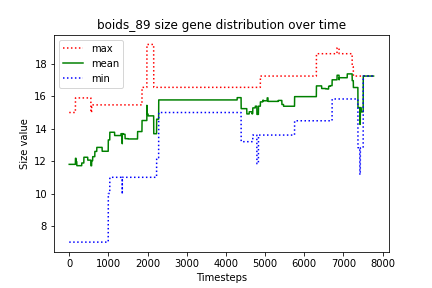 boids_89 size gene distribution over time
max
mean
min
Size value
18
16
14
12
10
8
0
1000
2000
3000
4000
5000
6000
7000
8000
Timesteps